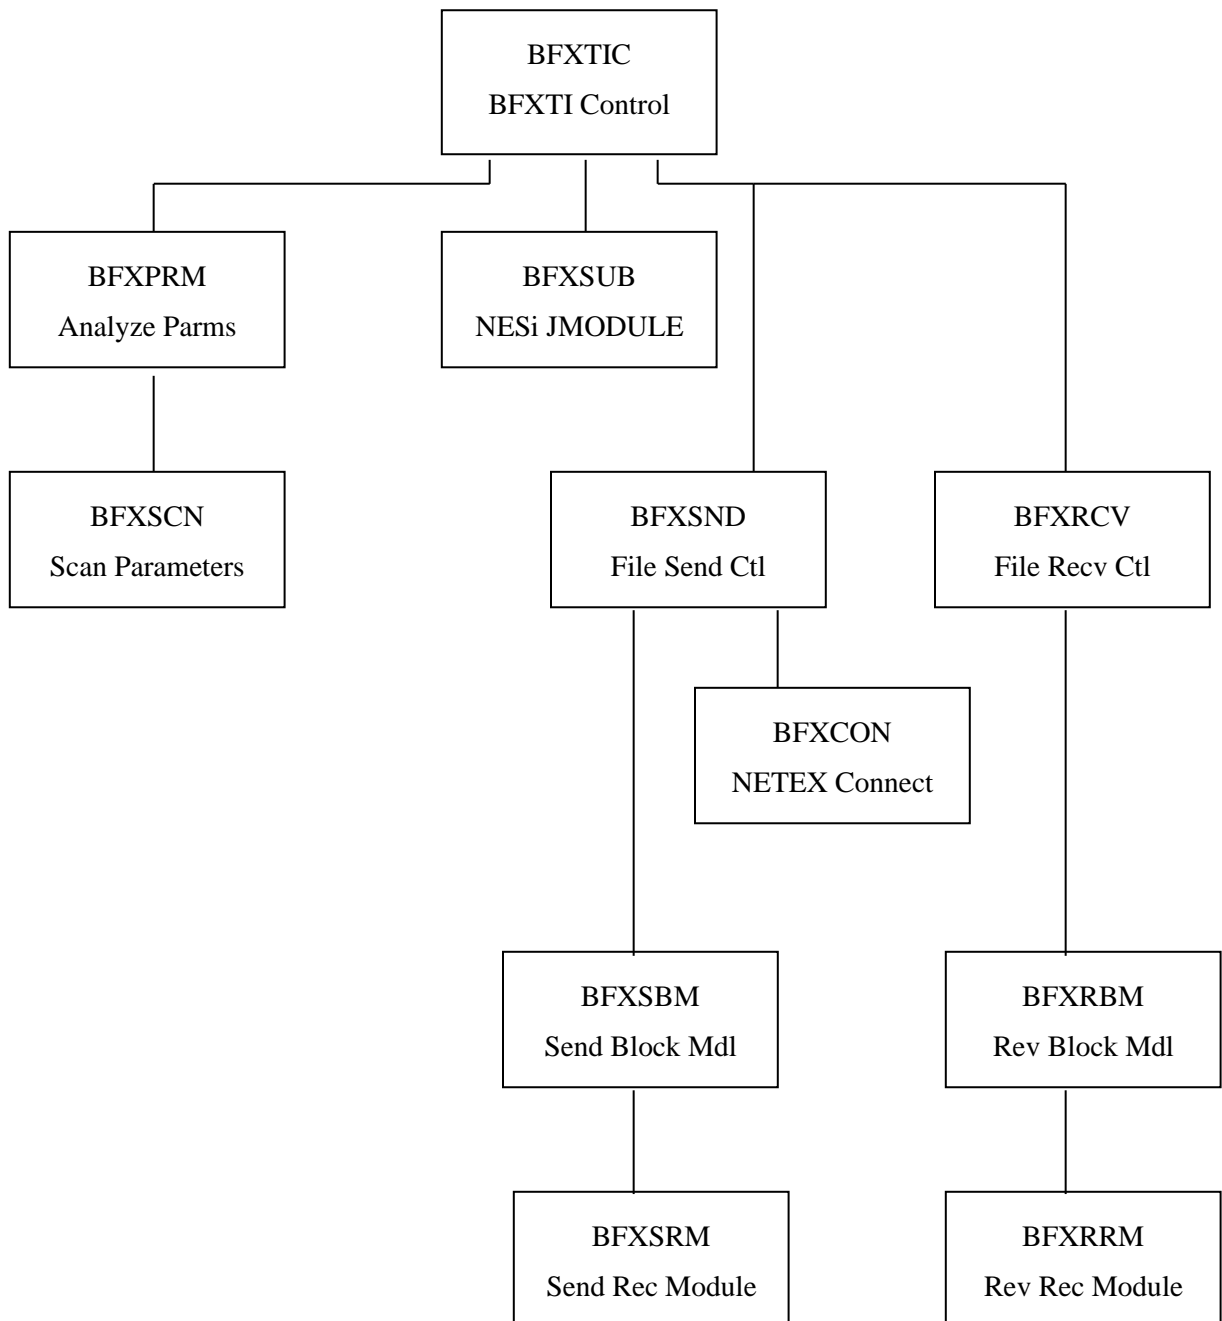 BFXTIC
BFXTI Control
BFXPRM
Analyze Parms
BFXSUB
NESi JMODULE
BFXSCN
Scan Parameters
BFXSND
File Send Ctl
BFXRCV
File Recv Ctl
BFXCON
NETEX Connect
BFXSBM
Send Block Mdl
BFXRBM
Rev Block Mdl
BFXSRM
Send Rec Module
BFXRRM
Rev Rec Module